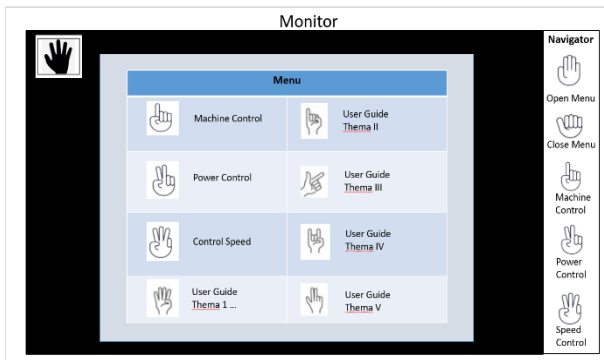 Monitor
Menu
Machine Control
User Guide
Thema II
Power Control
User Guide
Thema III
Control Speed
User Guide
Thema IV
User Guide
Thema 1 ...
User Guide
Thema V
Navigator
Open Menu
Close Menu
Machine
Control
Power
Control
Speed
Control